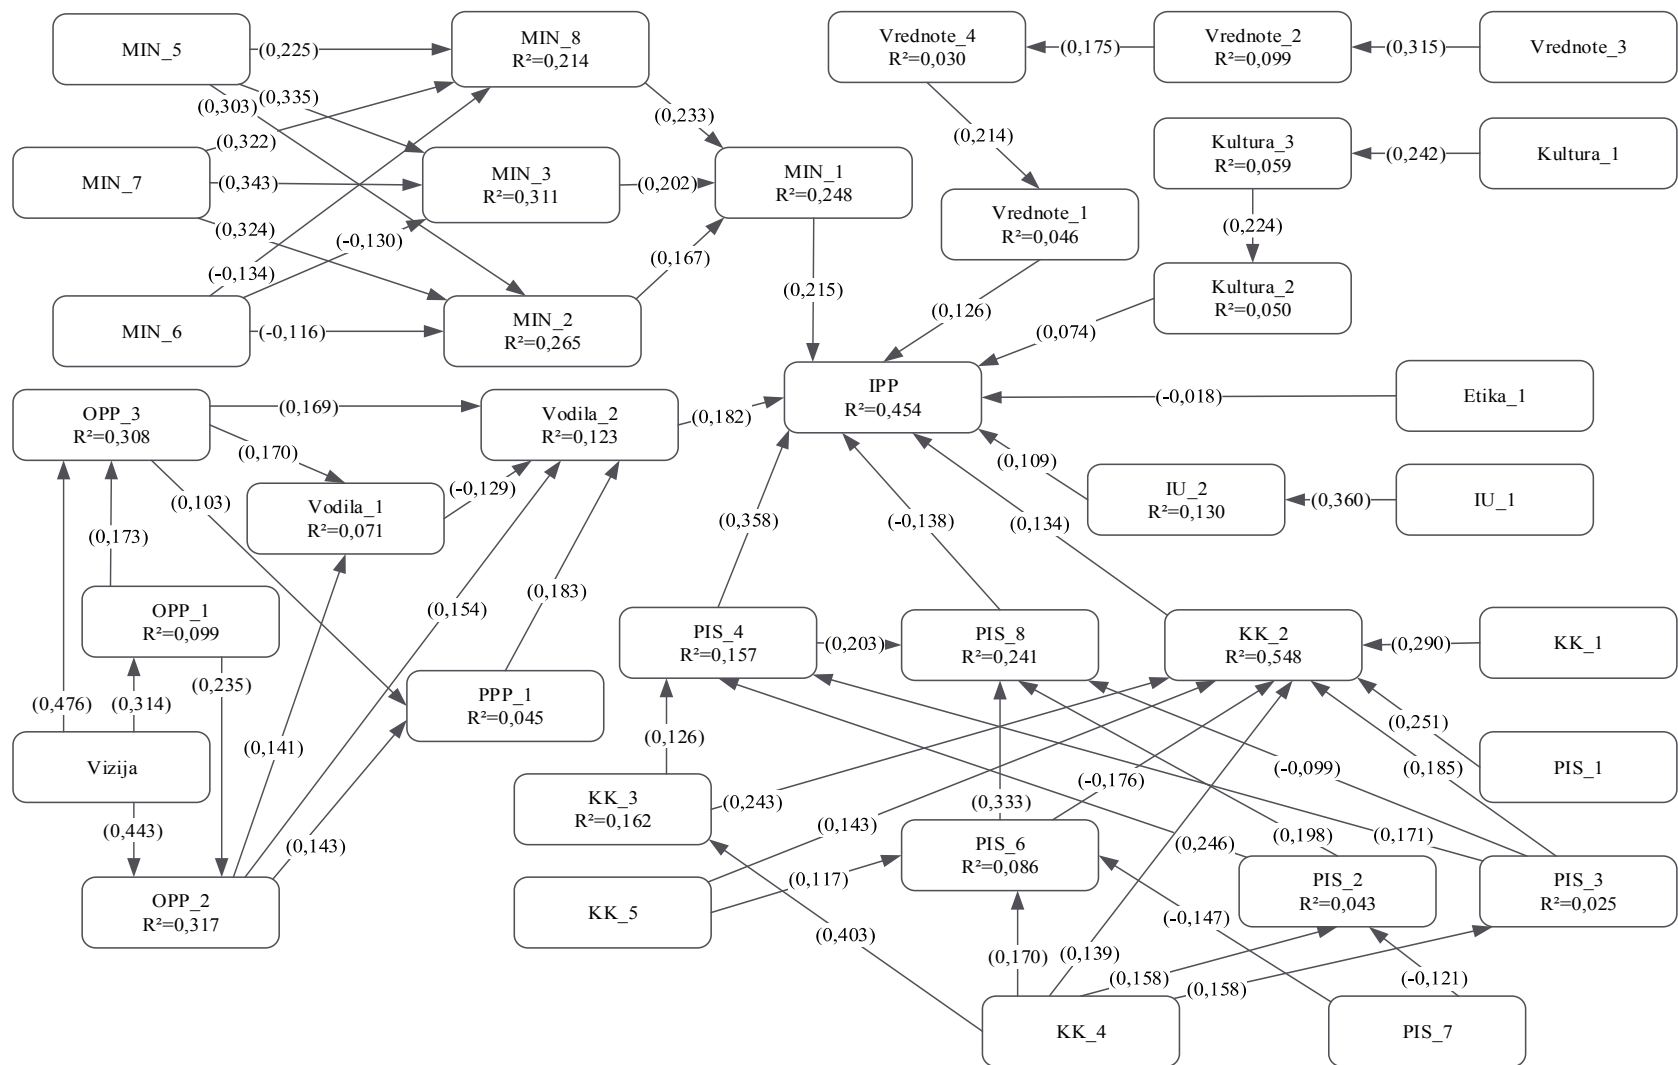 MIN_5
(0,225)
MIN_8
R²=0,214
Vrednote_4
R²=0,030
(0,175)
Vrednote_2
R²=0,099
(0,315)
Vrednote_3
(0,303)
(0,335)
(0,233)
(0,322)
(0,214)
Kultura_3
R²=0,059
(0,242)
Kultura_1
MIN_7
(0,343)
MIN_3
R²=0,311
(0,202)
MIN_1
R²=0,248
Vrednote_1
R²=0,046
(0,224)
(0,324)
(-0,130)
(0,167)
(-0,134)
(0,215)
Kultura_2
R²=0,050
MIN_6
(-0,116)
MIN_2
R²=0,265
(0,126)
(0,074)
OPP_3
R²=0,308
(0,169)
Vodila_2
R²=0,123
(0,182)
IPP
R²=0,454
(-0,018)
Etika_1
(0,170)
(0,109)
(0,103)
(-0,129)
Vodila_1
R²=0,071
IU_2
R²=0,130
(0,360)
IU_1
(0,173)
(0,358)
(-0,138)
(0,134)
OPP_1
R²=0,099
(0,154)
(0,183)
PIS_4
R²=0,157
(0,203)
PIS_8
R²=0,241
KK_2
R²=0,548
(0,290)
KK_1
(0,235)
(0,476)
(0,314)
PPP_1
R²=0,045
(0,141)
(0,126)
(0,251)
Vizija
(-0,176)
(-0,099)
(0,185)
PIS_1
KK_3
R²=0,162
(0,243)
(0,333)
(0,443)
(0,143)
(0,143)
PIS_6
R²=0,086
(0,246)
(0,198)
(0,171)
OPP_2
R²=0,317
KK_5
(0,117)
PIS_2
R²=0,043
PIS_3
R²=0,025
(0,403)
(-0,147)
(0,170)
(0,139)
(0,158)
(0,158)
(-0,121)
KK_4
PIS_7